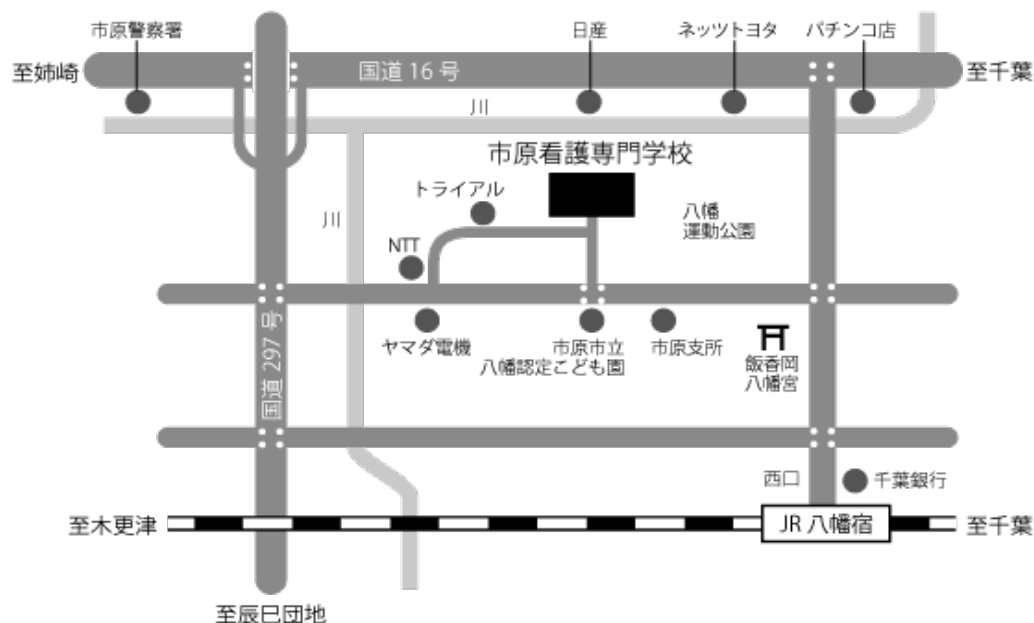 市原警察署
日産
ネッツトヨタ
パチンコ店
至姉崎
国道 16 号
至千葉
川
市原看護専門学校
トライアル
川
八幡
運動公園
NTT
国道 297 号
ヤマダ電機
市原市立
八幡認定こども園
市原支所
飯香岡
八幡宮
西口
千葉銀行
至木更津
JR 八幡宿
至千葉
至辰巳団地